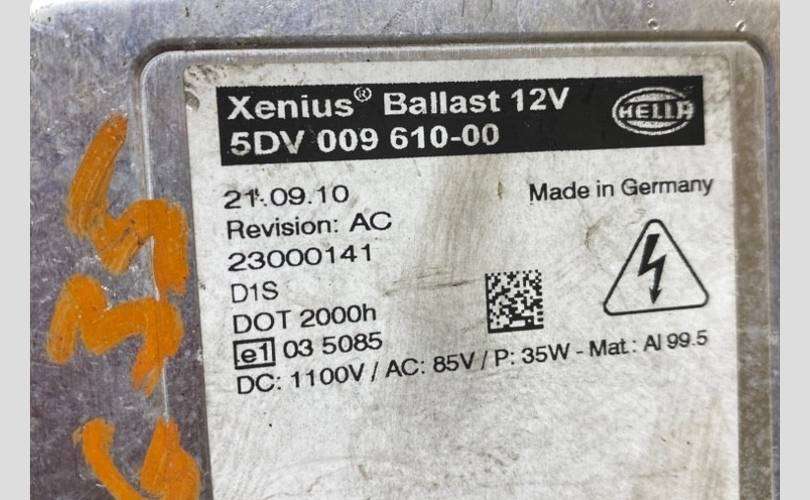 Xenius® Ballast 12V
5DV 009 610-00
HELLA
21.09.10
Made in Germany
Revision: AC
23000141
D1S
DOT 2000h
e1 03 5085
DC: 1100V / AC: 85V / P: 35W - Mat.: Al 99.5